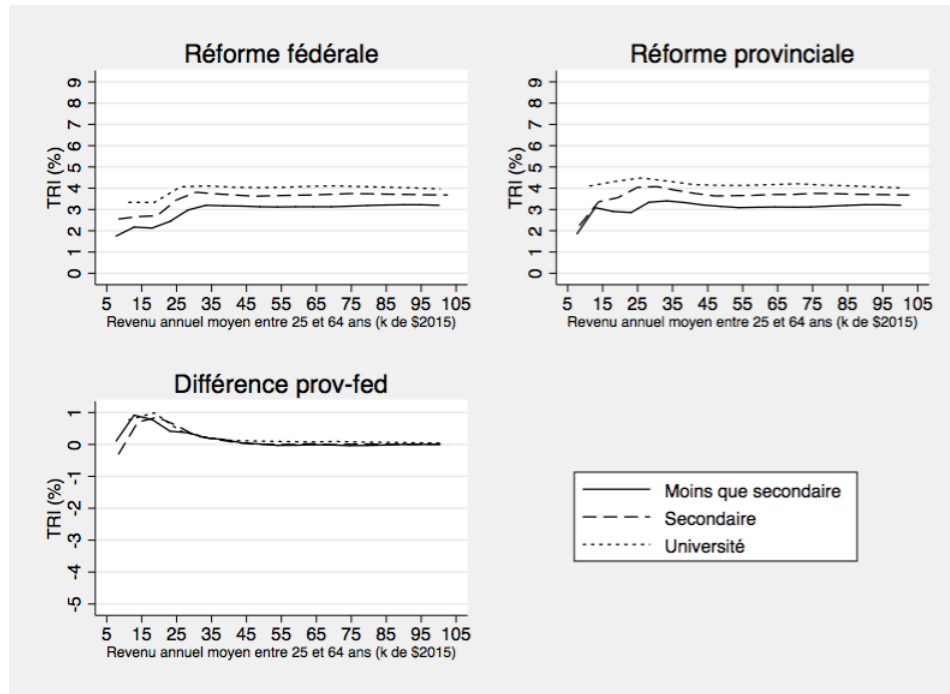 Réforme fédérale
TRI (%)
9
8
7
6
5
4
3
2
1
0
5 15 25 35 45 55 65 75 85 95 105
Revenu annuel moyen entre 25 et 64 ans (k de $2015)
Réforme provinciale
TRI (%)
9
8
7
6
5
4
3
2
1
0
5 15 25 35 45 55 65 75 85 95 105
Revenu annuel moyen entre 25 et 64 ans (k de $2015)
Différence prov-fed
TRI (%)
1
0
-1
-2
-3
-4
-5
5 15 25 35 45 55 65 75 85 95 105
Revenu annuel moyen entre 25 et 64 ans (k de $2015)
Moins que secondaire
Secondaire
Université